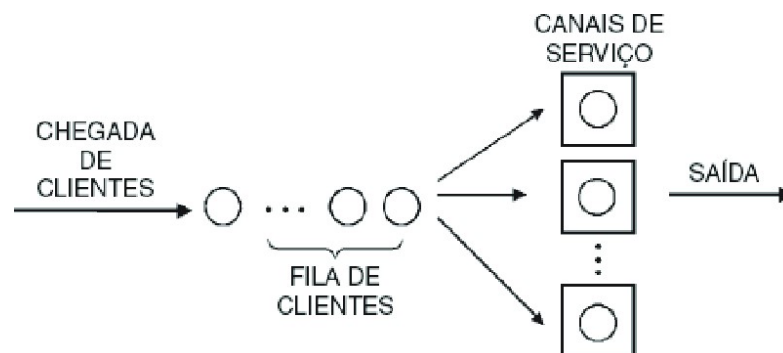 CANAIS DE
SERVIÇO
CHEGADA
DE
CLIENTES
SAÍDA
FILA DE
CLIENTES